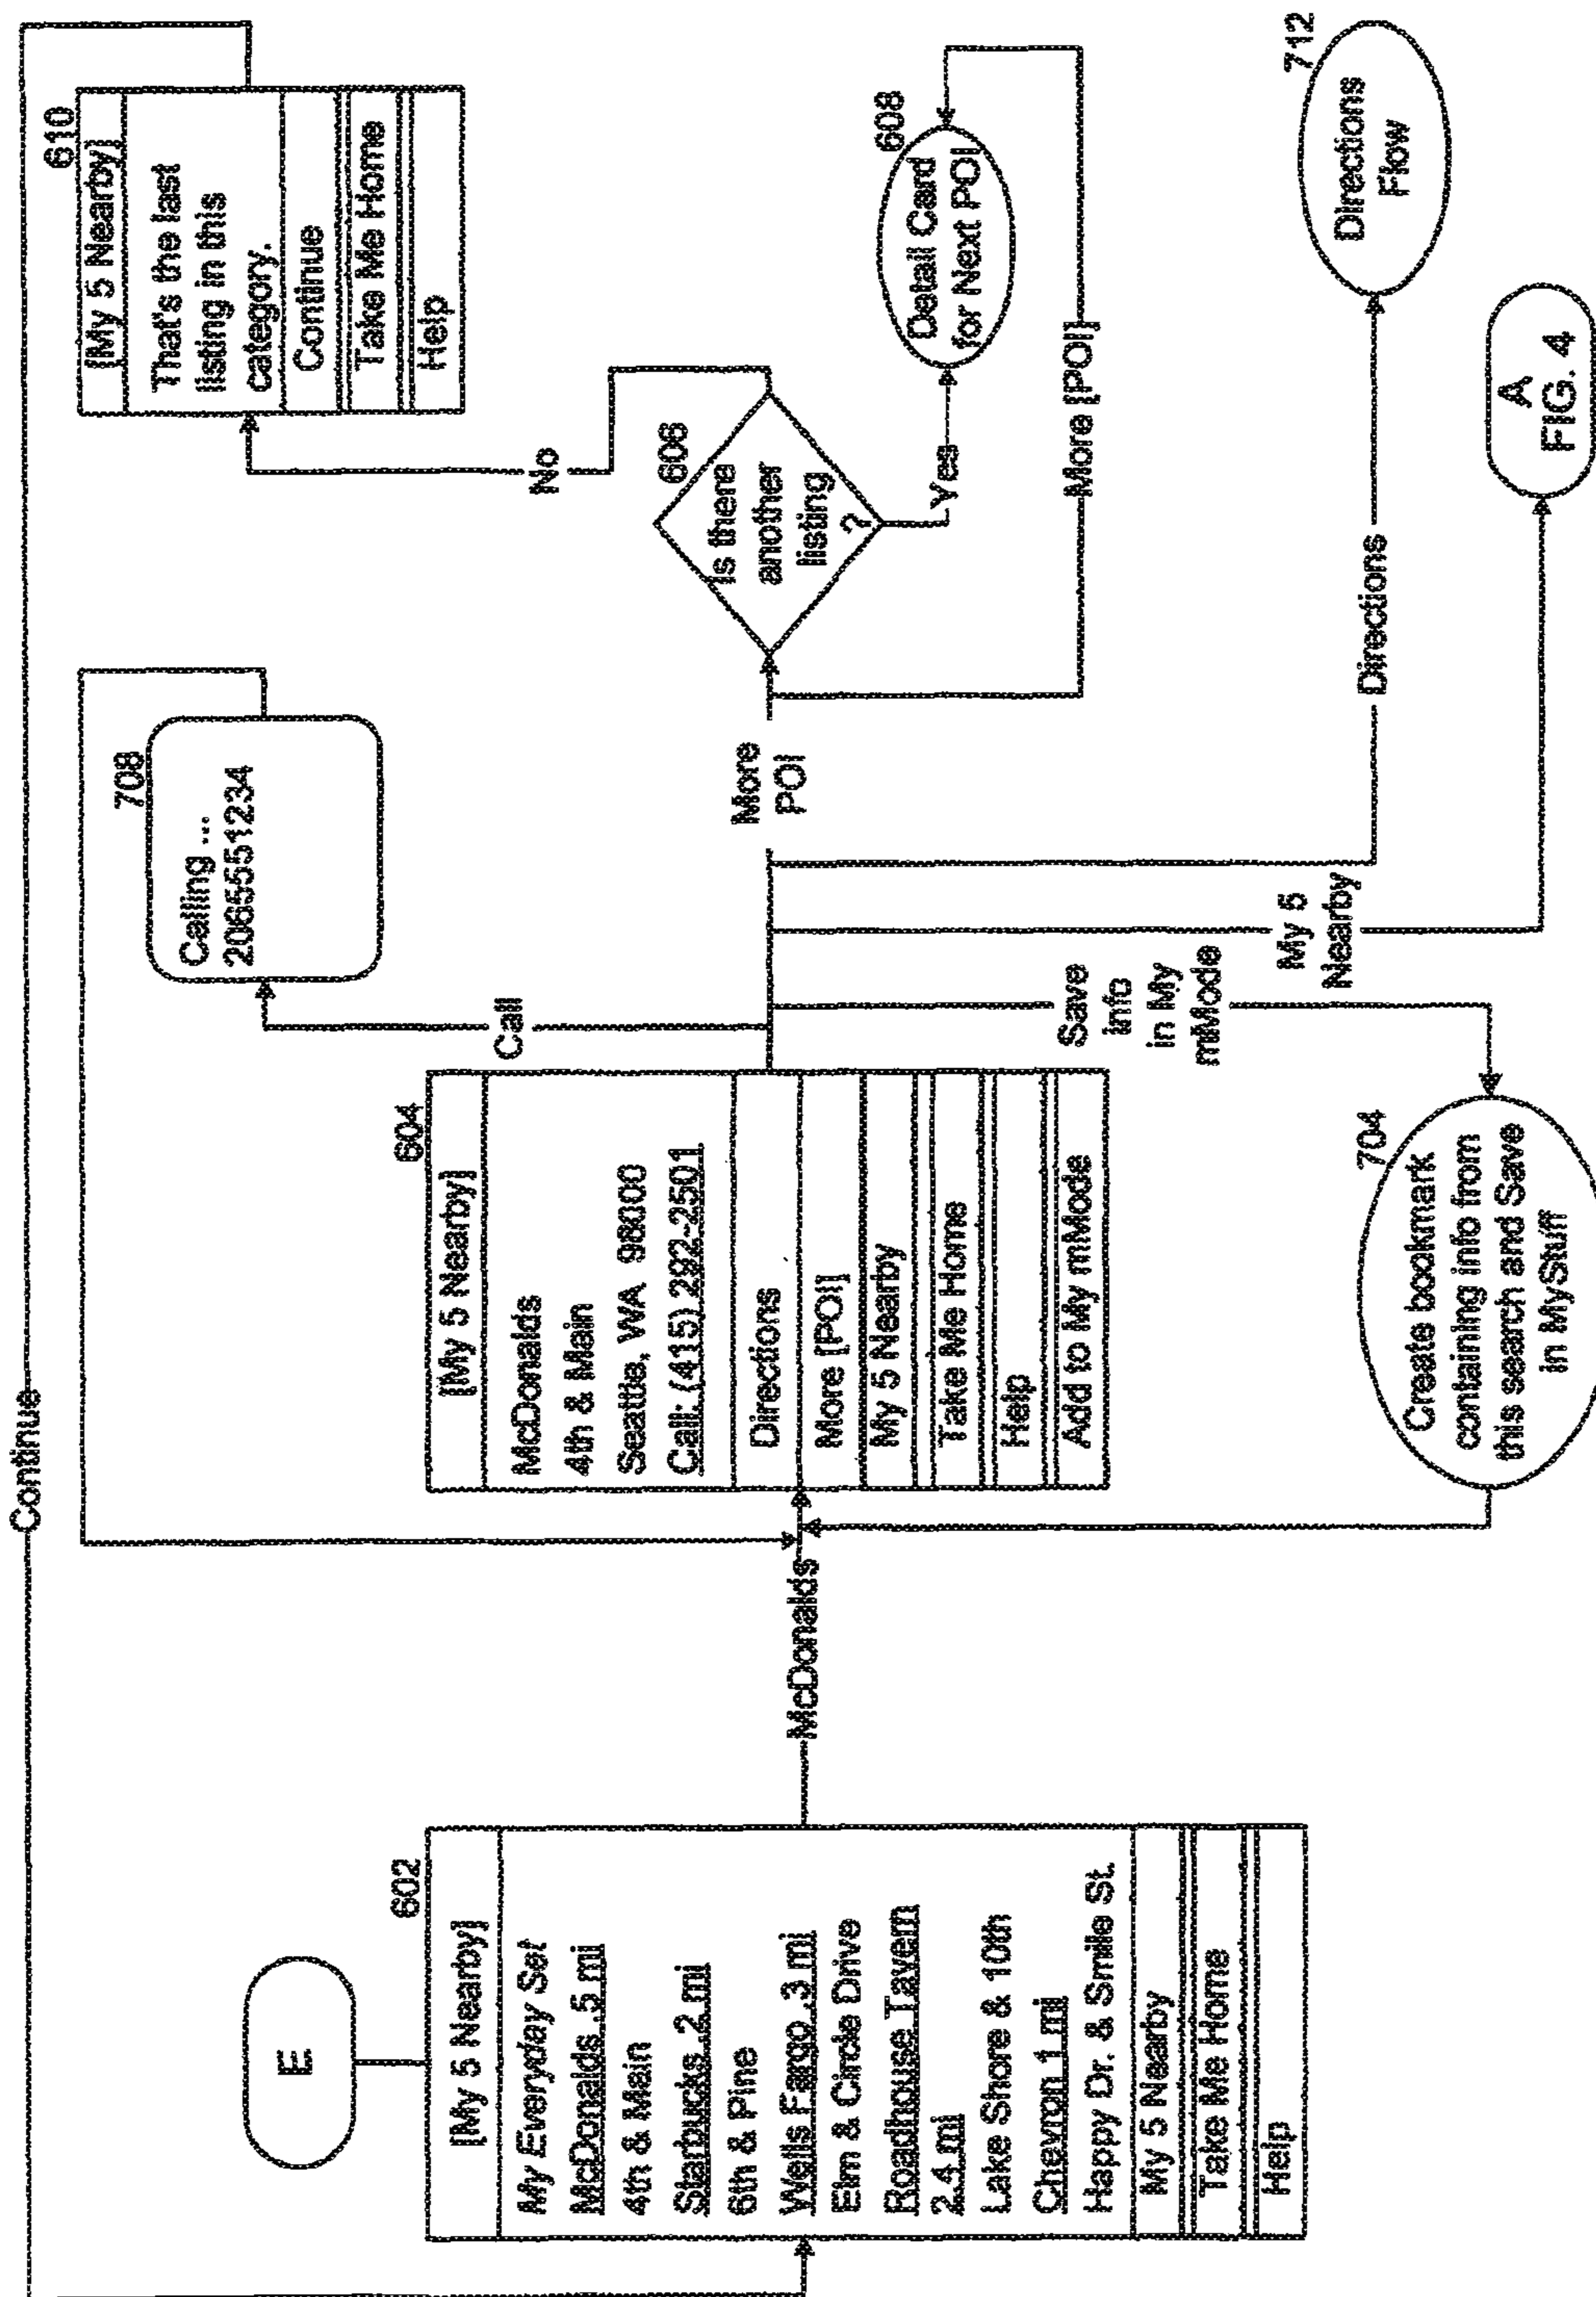 Continue
E
602
[My 5 Nearby]
My Everyday Set
McDonalds .5 mi
4th & Main
Starbucks .2 mi
6th & Pine
Wells Fargo .3 mi
Elm & Circle Drive
Roadhouse Tavern
2.4 mi
Lake Shore & 10th
Chevron 1 mi
Happy Dr. & Smile St.
My 5 Nearby
Take Me Home
Help
McDonalds
604
[My 5 Nearby]
McDonalds
4th & Main
Seattle, WA 98000
Call: (415) 292-2501
Directions
More [POI]
My 5 Nearby
Take Me Home
Help
Add to My mMode
704
Create bookmark
containing info from
this search and Save
in MyStuff
Call
Save
info
in My
mMode
My 5
Nearby
708
Calling ...
2065551234
More
POI
606
Is there
another
listing
?
No
Yes
More [POI]
Directions
610
[My 5 Nearby]
That's the last
listing in this
category.
Continue
Take Me Home
Help
608
Detail Card
for Next POI
712
Directions
Flow
A
FIG. 4